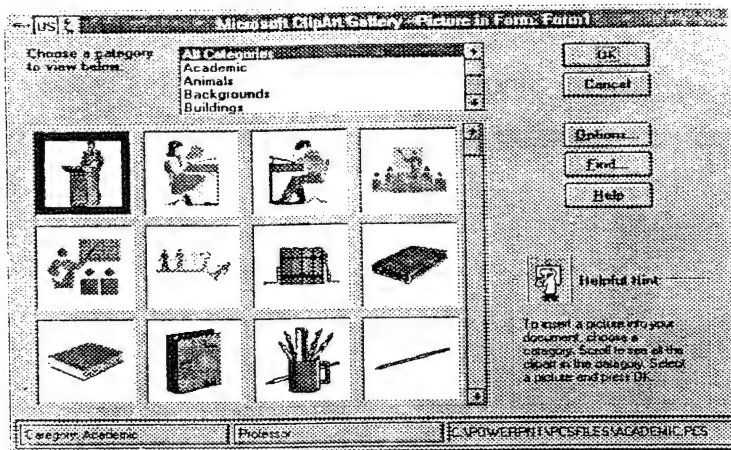 US
Microsoft ClipArt Gallery - Picture in Form: Form1
Choose a category
to view below.
All Categories
Academic
Animals
Backgrounds
Buildings
OK
Cancel
Options...
Find...
Help
Helpful Hint
To insert a picture into your
document, choose a
category. Scroll to see all the
clipart in the category. Select
a picture and press OK.
Category: Academic
Professor
C:\POWERPNT\PCSFILES\ACADEMIC.PCS